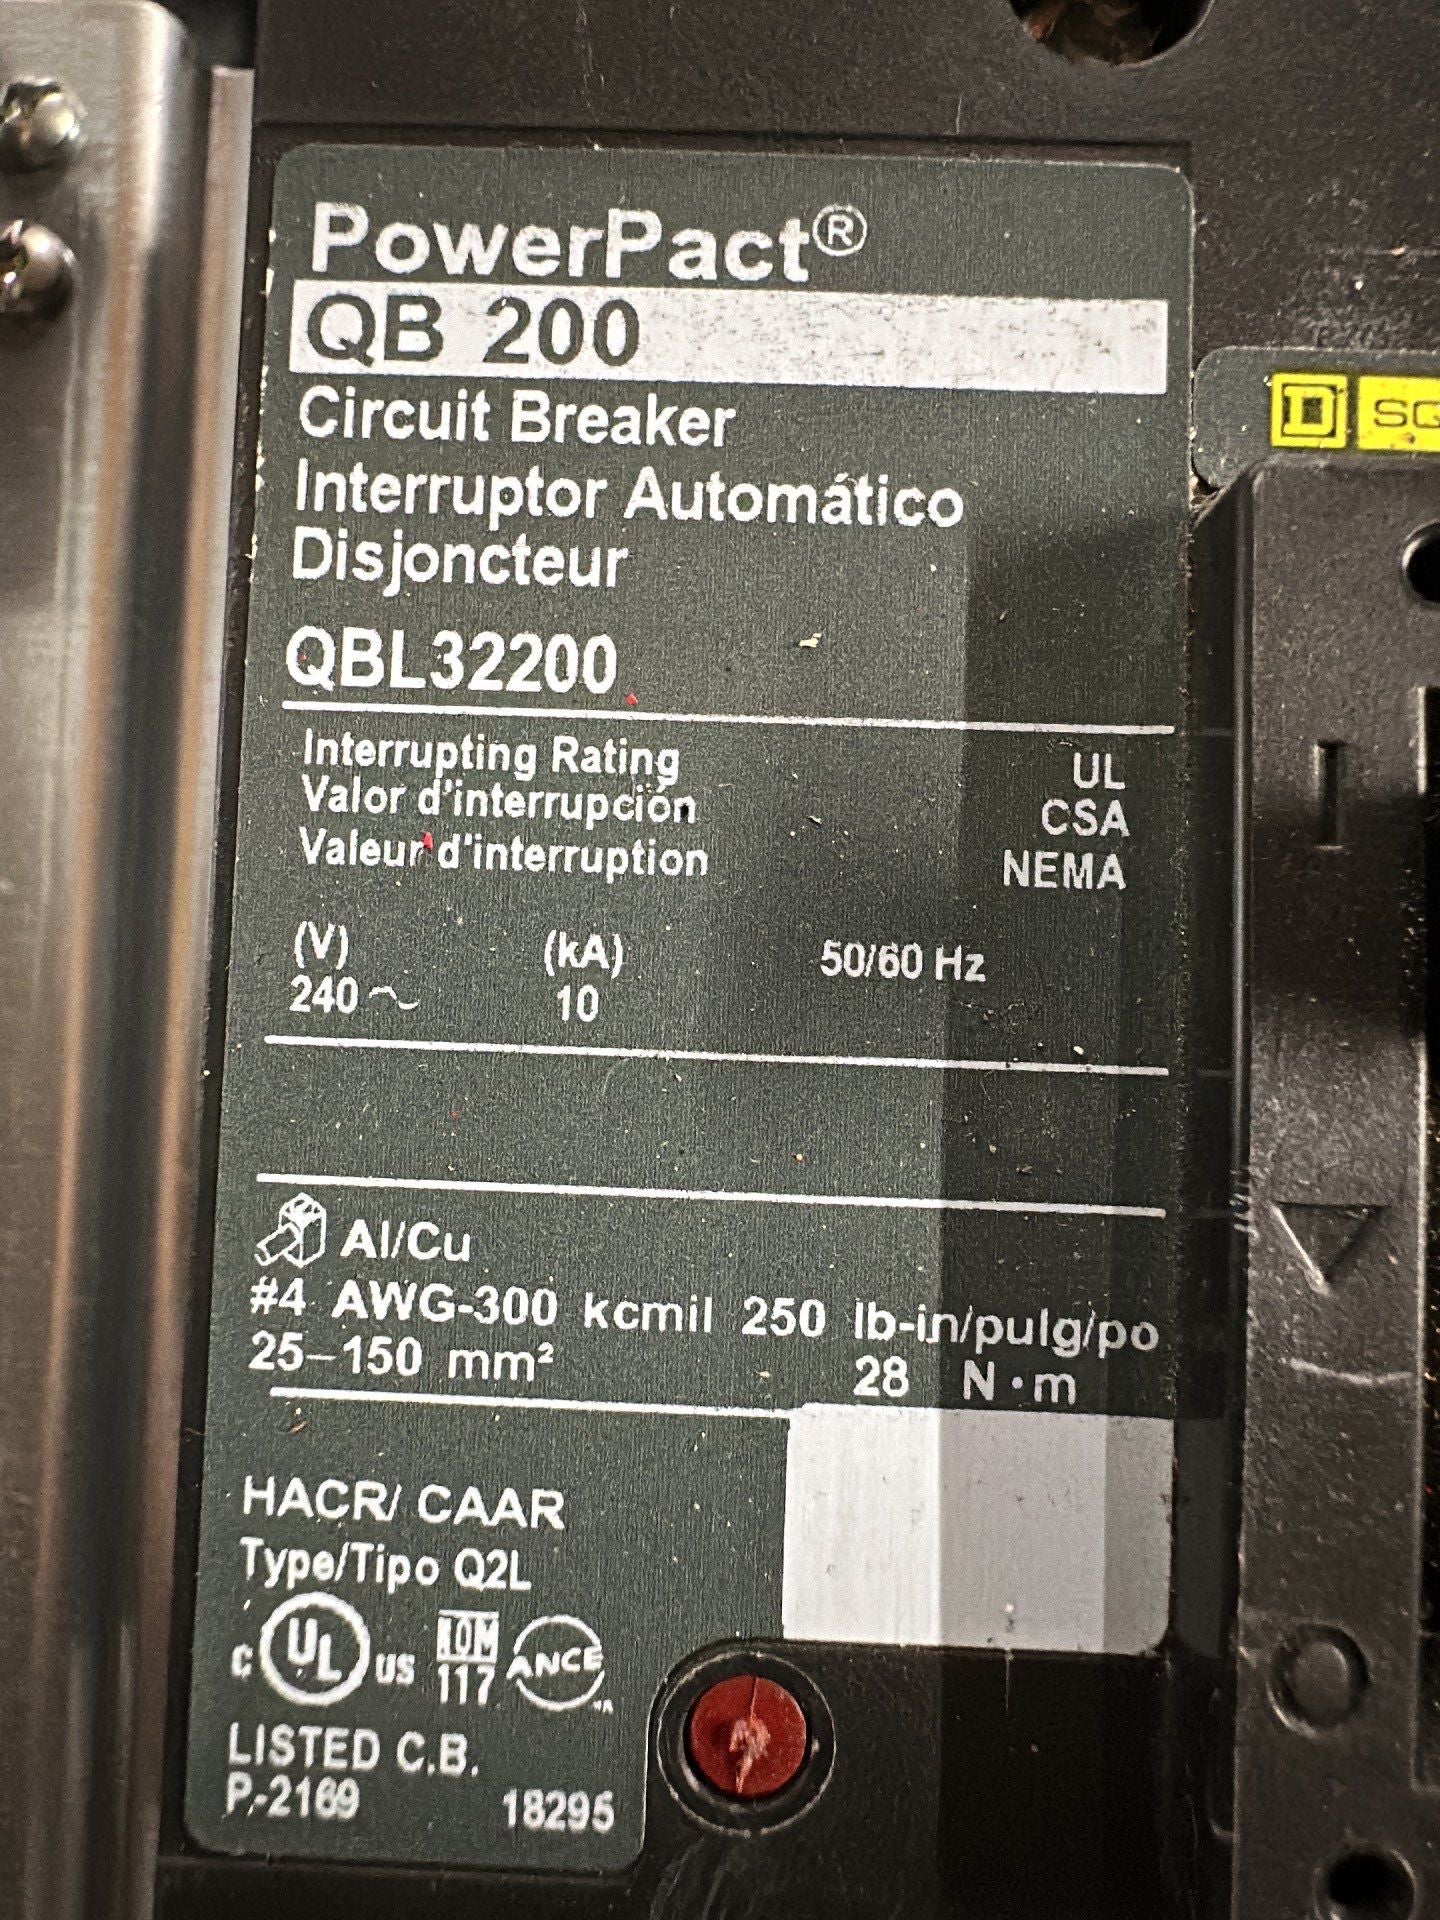 PowerPact®
QB 200
Circuit Breaker
Interruptor Automático
Disjoncteur
QBL32200
Interrupting Rating UL
Valor d'interrupción CSA
Valeur d'interruption NEMA
(V) (kA) 50/60 Hz
240 ~ 10
Al/Cu
#4 AWG-300 kcmil 250 lb-in/pulg/po
25–150 mm² 28 N·m
HACR/ CAAR
Type/Tipo Q2L
C UL US NOM 117 ANCE
LISTED C.B.
P-2169 18295
D SQ
I